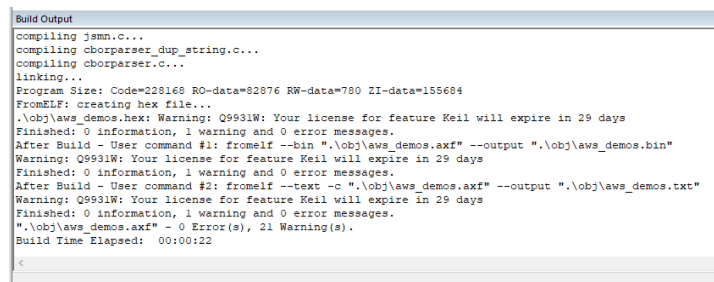 Build Output
compiling jsmn.c...
compiling cborparser_dup_string.c...
compiling cborparser.c...
linking...
Program Size: Code=228168 RO-data=82876 RW-data=780 ZI-data=155684
FromELF: creating hex file...
.\obj\aws_demos.hex: Warning: Q9931W: Your license for feature Keil will expire in 29 days
Finished: 0 information, 1 warning and 0 error messages.
After Build - User command #1: fromelf --bin ".\obj\aws_demos.axf" --output ".\obj\aws_demos.bin"
Warning: Q9931W: Your license for feature Keil will expire in 29 days
Finished: 0 information, 1 warning and 0 error messages.
After Build - User command #2: fromelf --text -c ".\obj\aws_demos.axf" --output ".\obj\aws_demos.txt"
Warning: Q9931W: Your license for feature Keil will expire in 29 days
Finished: 0 information, 1 warning and 0 error messages.
".\obj\aws_demos.axf" - 0 Error(s), 21 Warning(s).
Build Time Elapsed:  00:00:22